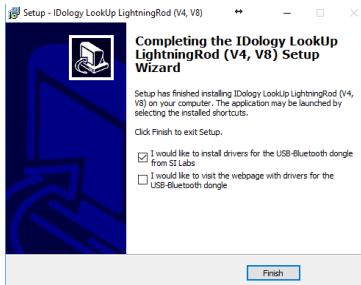 Setup - IDology LookUp LightningRod (V4, V8)
Completing the IDology LookUp
LightningRod (V4, V8) Setup
Wizard
Setup has finished installing IDology LookUp LightningRod (V4,
V8) on your computer. The application may be launched by
selecting the installed shortcuts.
Click Finish to exit Setup.
I would like to install drivers for the USB-Bluetooth dongle
from SI Labs
I would like to visit the webpage with drivers for the
USB-Bluetooth dongle
Finish